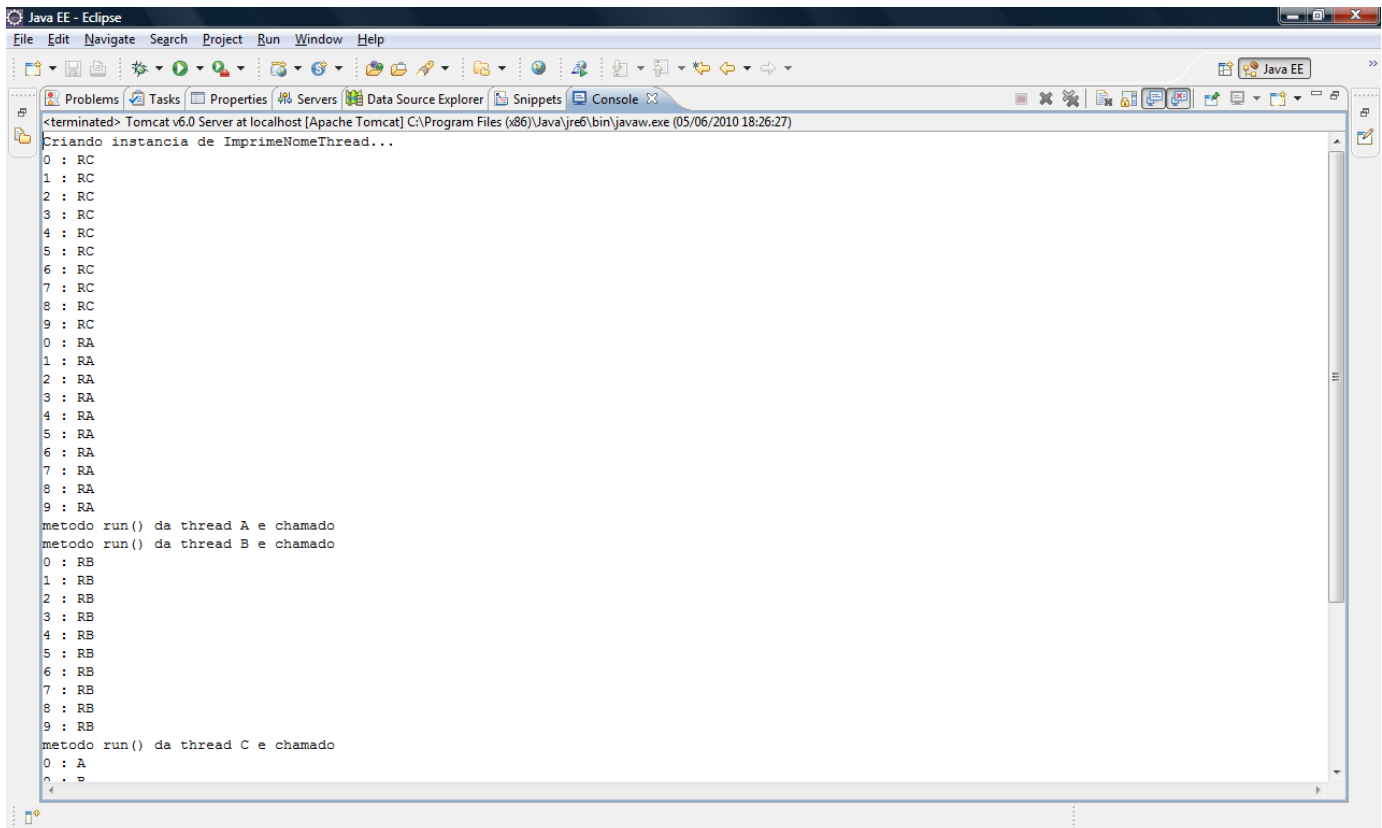 Java EE - Eclipse
File Edit Navigate Search Project Run Window Help
Java EE
Problems Tasks Properties Servers Data Source Explorer Snippets Console
<terminated> Tomcat v6.0 Server at localhost [Apache Tomcat] C:\Program Files (x86)\Java\jre6\bin\javaw.exe (05/06/2010 18:26:27)
Criando instancia de ImprimeNomeThread...
0 : RC
1 : RC
2 : RC
3 : RC
4 : RC
5 : RC
6 : RC
7 : RC
8 : RC
9 : RC
0 : RA
1 : RA
2 : RA
3 : RA
4 : RA
5 : RA
6 : RA
7 : RA
8 : RA
9 : RA
metodo run() da thread A e chamado
metodo run() da thread B e chamado
0 : RB
1 : RB
2 : RB
3 : RB
4 : RB
5 : RB
6 : RB
7 : RB
8 : RB
9 : RB
metodo run() da thread C e chamado
0 : A